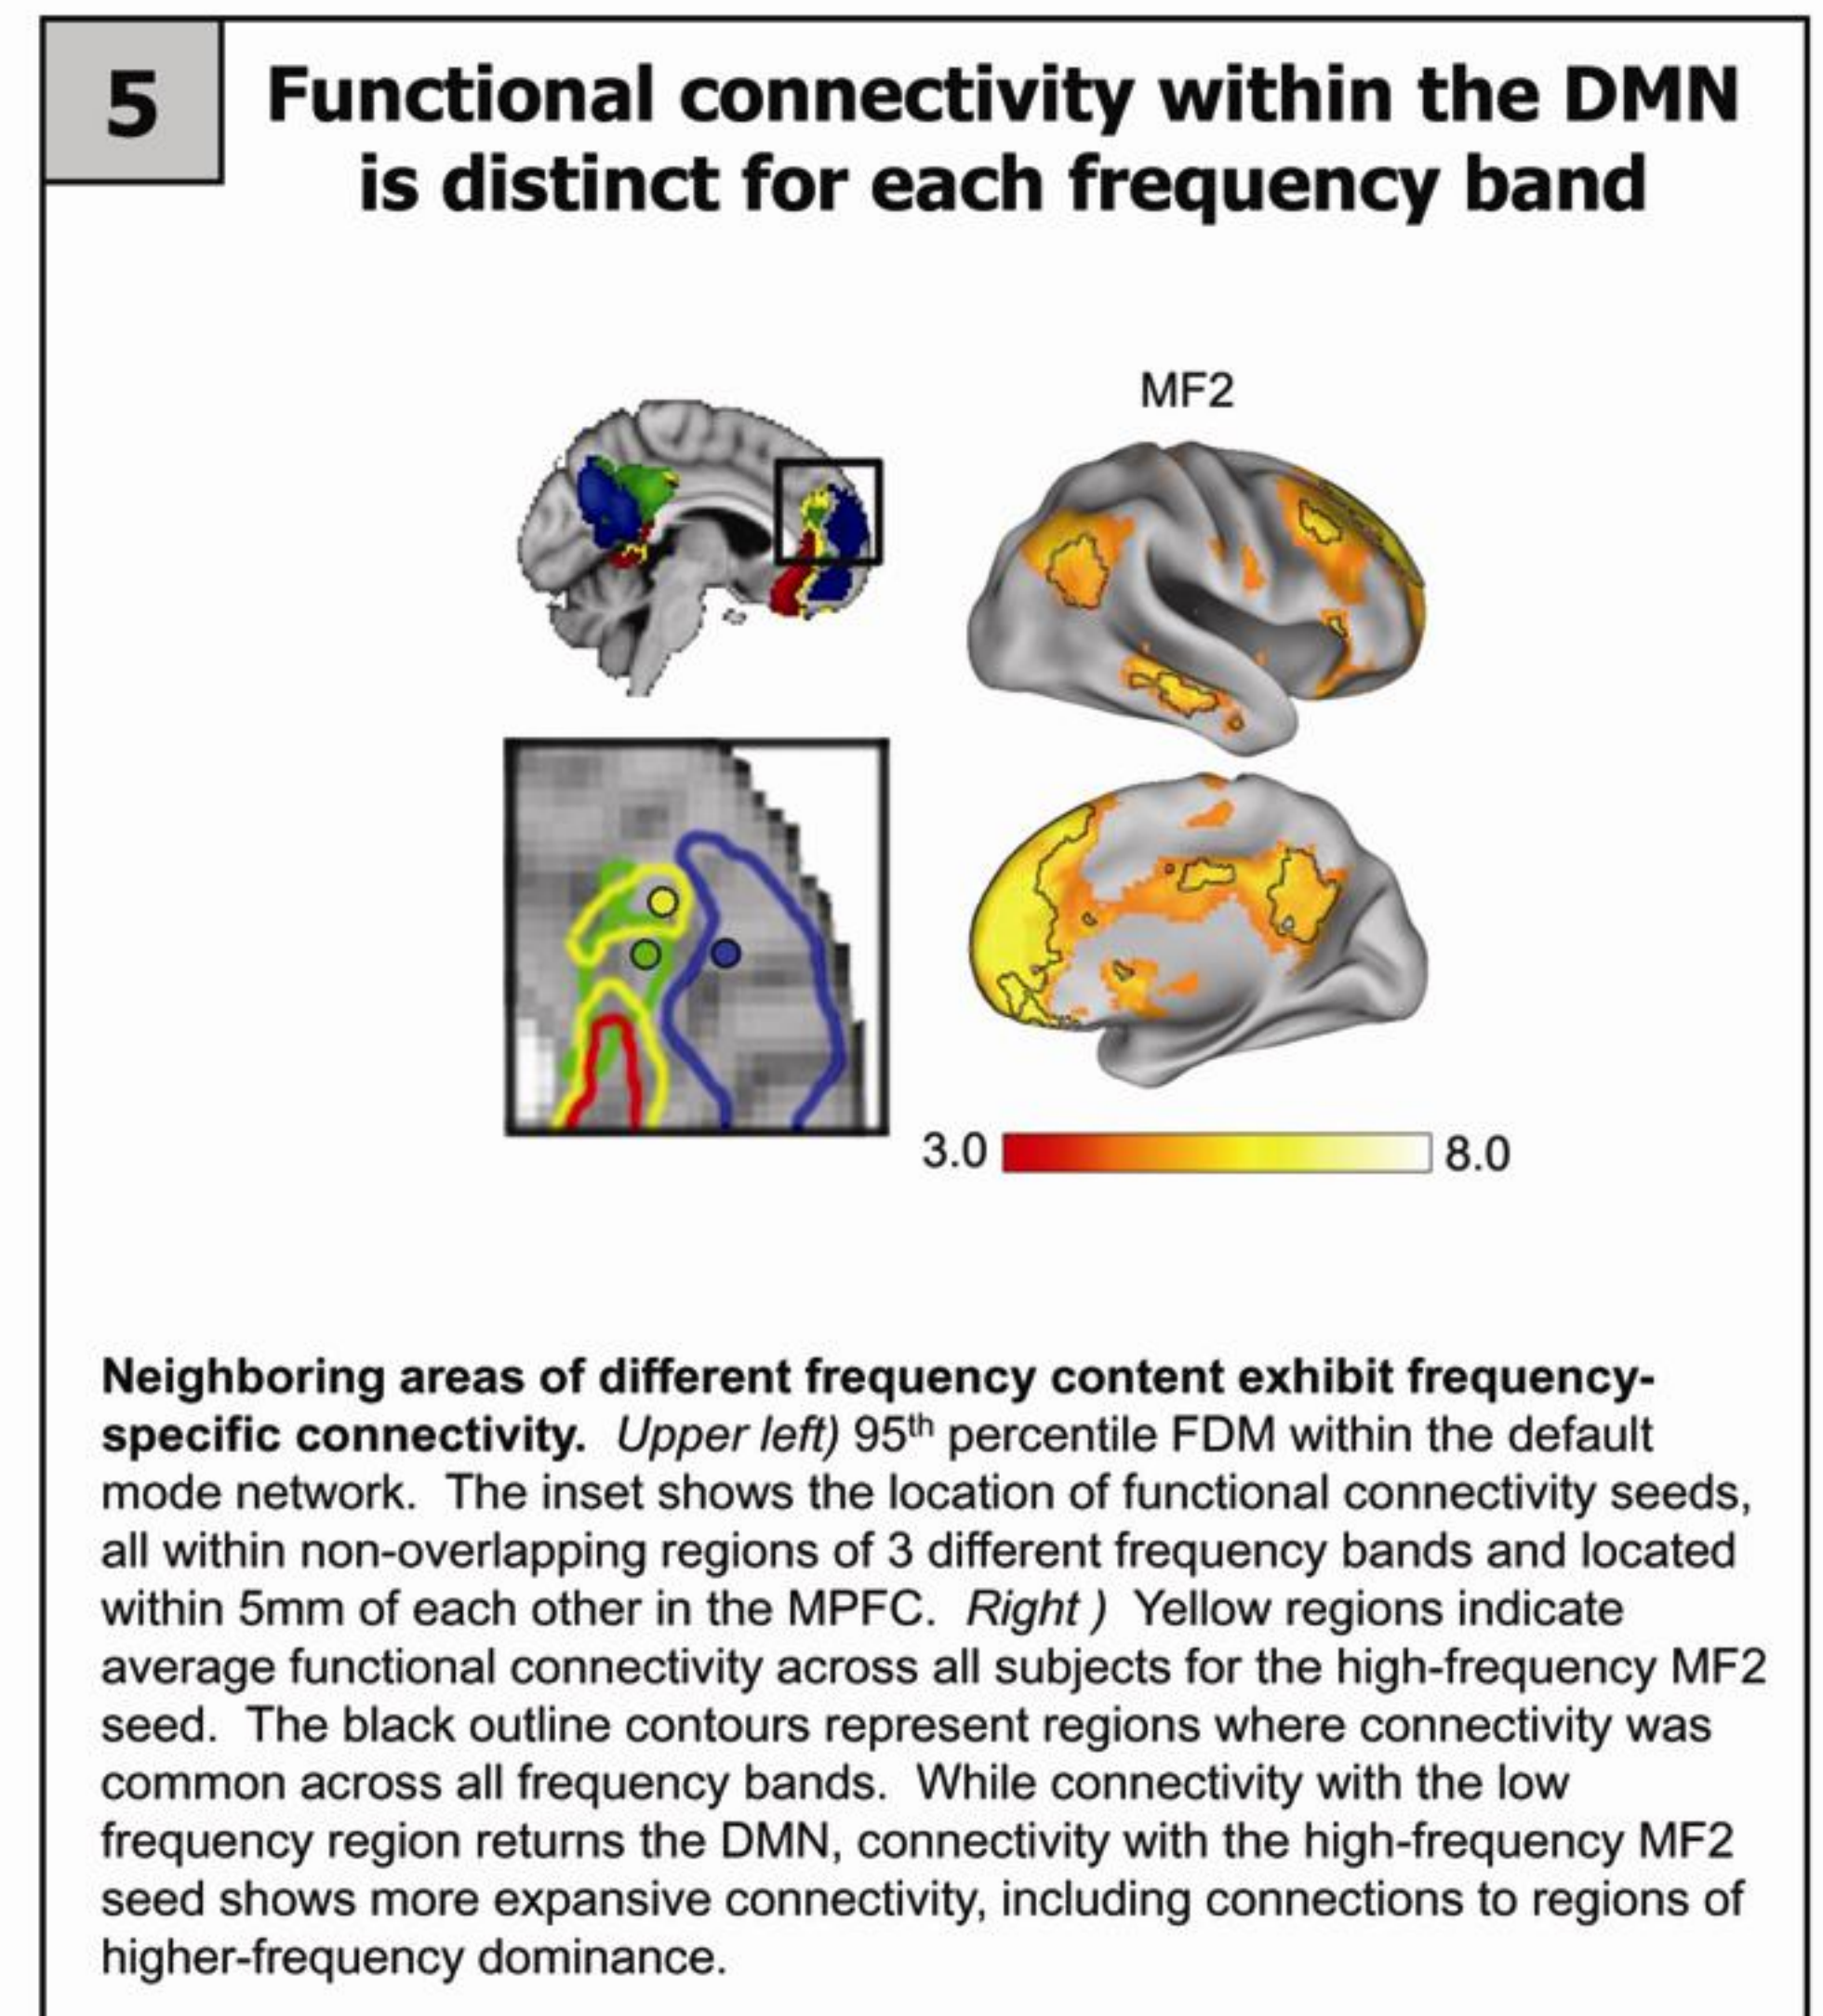 5
Functional connectivity within the DMN
is distinct for each frequency band
MF2
3.0
8.0
Neighboring areas of different frequency content exhibit frequency-
specific connectivity. Upper left) 95th percentile FDM within the default
mode network. The inset shows the location of functional connectivity seeds,
all within non-overlapping regions of 3 different frequency bands and located
within 5mm of each other in the MPFC. Right ) Yellow regions indicate
average functional connectivity across all subjects for the high-frequency MF2
seed. The black outline contours represent regions where connectivity was
common across all frequency bands. While connectivity with the low
frequency region returns the DMN, connectivity with the high-frequency MF2
seed shows more expansive connectivity, including connections to regions of
higher-frequency dominance.